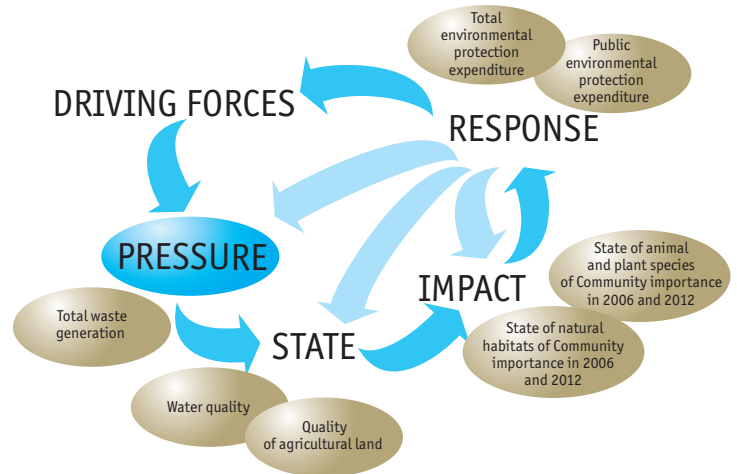 Total
environmental
protection
expenditure
Public
environmental
protection
expenditure
DRIVING FORCES
RESPONSE
PRESSURE
State of animal
and plant species
of Community importance
in 2006 and 2012
IMPACT
Total waste
generation
State of natural
habitats of Community
importance in 2006
and 2012
STATE
Water quality
Quality
of agricultural land